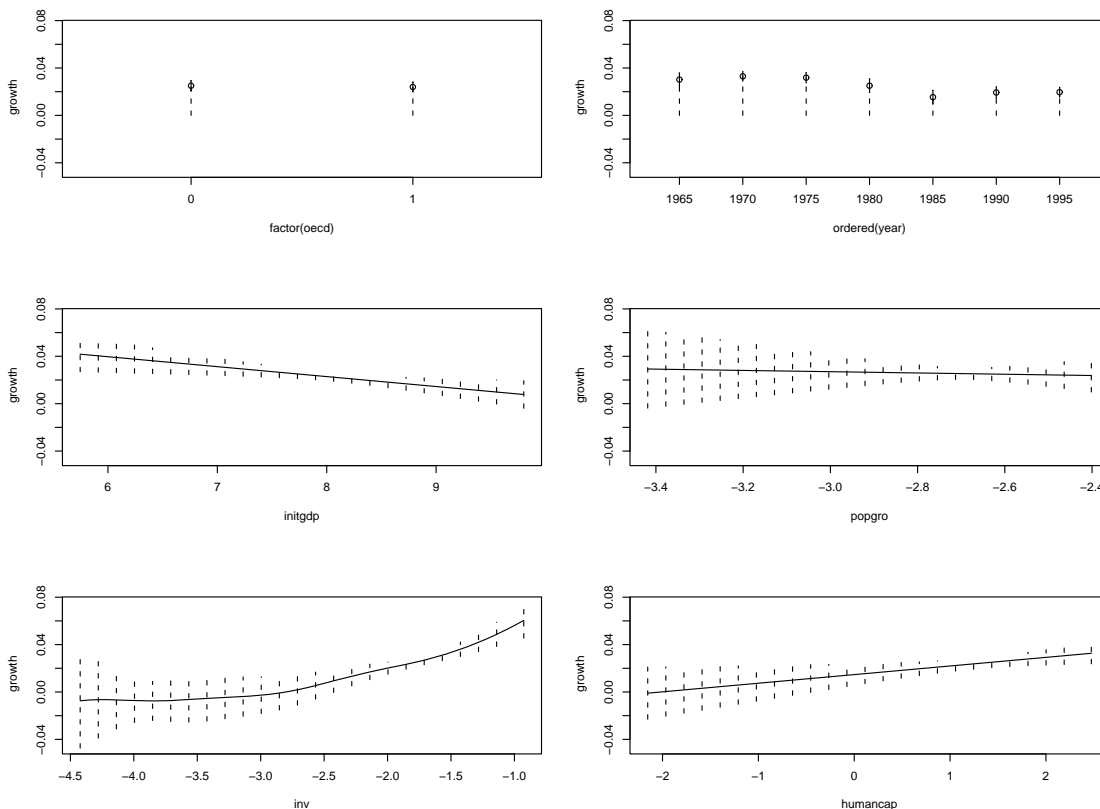 growth
−0.04 0.00 0.04 0.08
0 1
factor(oecd)
growth
−0.04 0.00 0.04 0.08
1965 1970 1975 1980 1985 1990 1995
ordered(year)
growth
−0.04 0.00 0.04 0.08
6 7 8 9
initgdp
growth
−0.04 0.00 0.04 0.08
−3.4 −3.2 −3.0 −2.8 −2.6 −2.4
popgro
growth
−0.04 0.00 0.04 0.08
−4.5 −4.0 −3.5 −3.0 −2.5 −2.0 −1.5 −1.0
inv
growth
−0.04 0.00 0.04 0.08
−2 −1 0 1 2
humancap